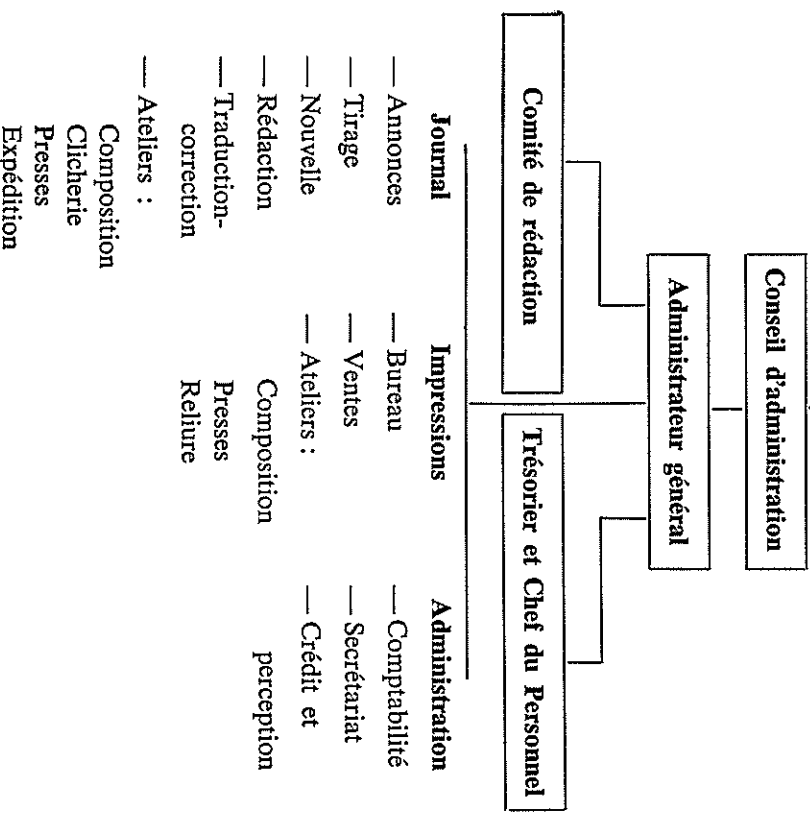 Conseil d'administration
Administrateur général
Comité de rédaction
Trésorier et Chef du Personnel
Journal
— Annonces
— Tirage
— Nouvelle
— Rédaction
— Traduction-
correction
— Ateliers :
Composition
Clicherie
Presses
Expédition
Impressions
— Bureau
— Ventes
— Ateliers :
Composition
Presses
Reliure
Administration
— Comptabilité
— Secrétariat
— Crédit et
perception